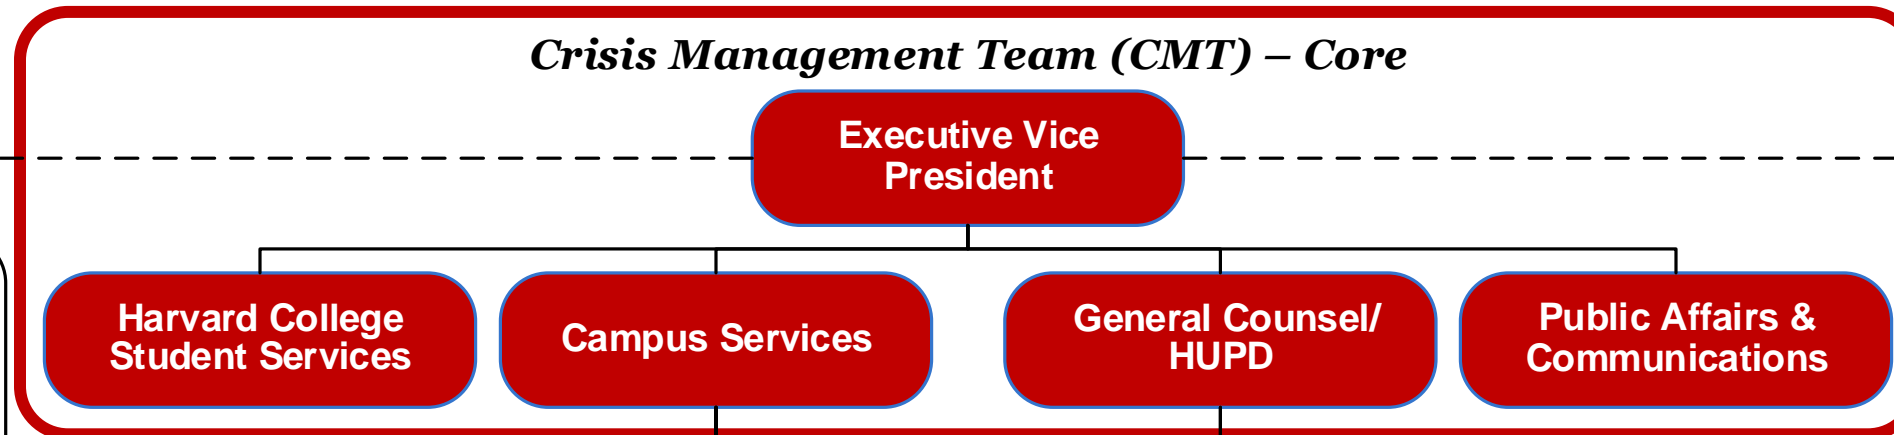 Crisis Management Team (CMT) – Core
Executive Vice
President
Harvard College
Student Services
Campus Services
General Counsel/
HUPD
Public Affairs &
Communications